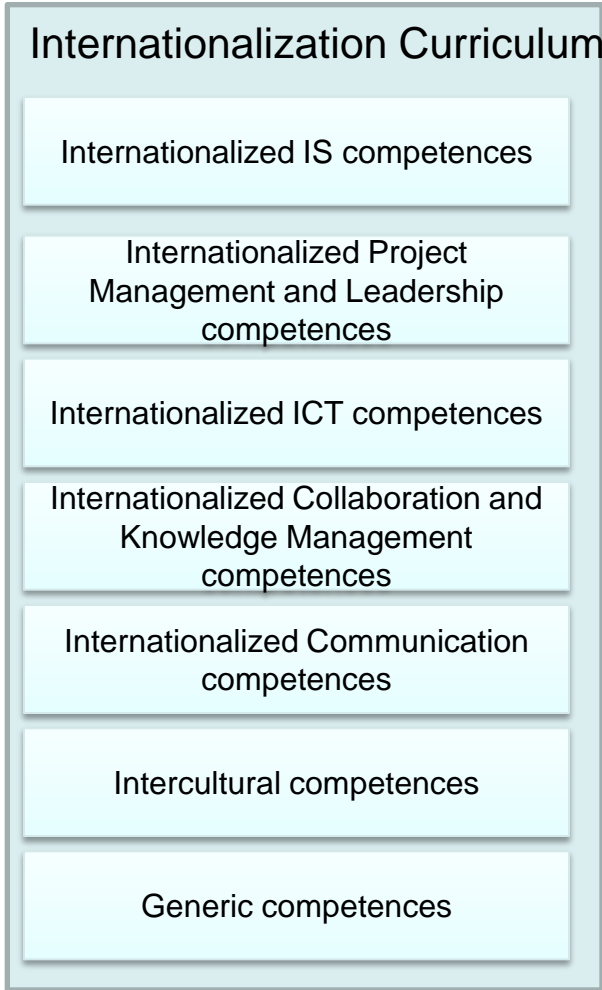 Internationalization Curriculum
Internationalized IS competences
Internationalized Project
Management and Leadership
competences
Internationalized ICT competences
Internationalized Collaboration and
Knowledge Management
competences
Internationalized Communication
competences
Intercultural competences
Generic competences